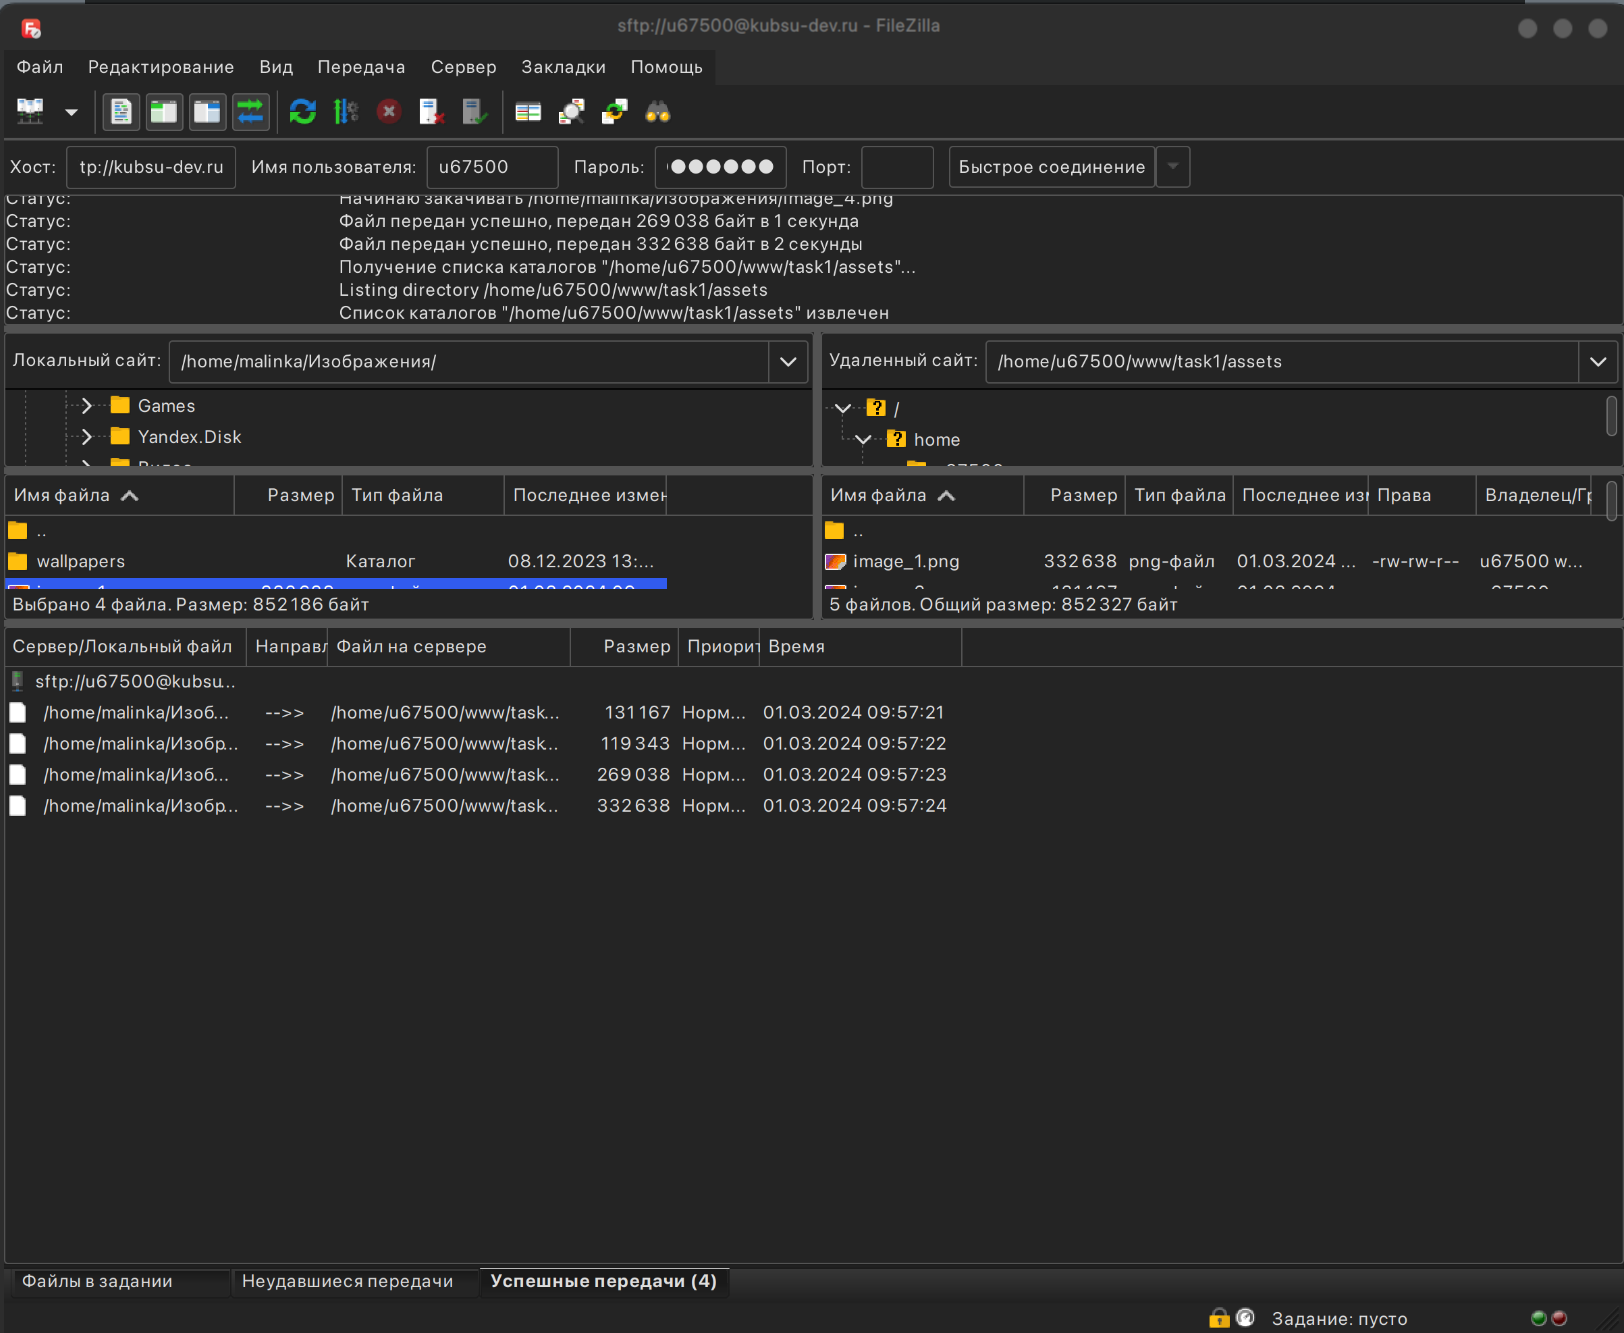 sftp://u67500@kubsu-dev.ru - FileZilla
Файл Редактирование Вид Передача Сервер Закладки Помощь
Хост: tp://kubsu-dev.ru Имя пользователя: u67500 Пароль: ●●●●●● Порт: Быстрое соединение
Статус: Начинаю закачивать /home/malinka/Изображения/image_4.png
Статус: Файл передан успешно, передан 269 038 байт в 1 секунда
Статус: Файл передан успешно, передан 332 638 байт в 2 секунды
Статус: Получение списка каталогов "/home/u67500/www/task1/assets"...
Статус: Listing directory /home/u67500/www/task1/assets
Статус: Список каталогов "/home/u67500/www/task1/assets" извлечен
Локальный сайт: /home/malinka/Изображения/
Games
Yandex.Disk
Имя файла Размер Тип файла Последнее измен
..
wallpapers Каталог 08.12.2023 13:...
Выбрано 4 файла. Размер: 852 186 байт
Удаленный сайт: /home/u67500/www/task1/assets
/
home
Имя файла Размер Тип файла Последнее из Права Владелец/Гр
..
image_1.png 332 638 png-файл 01.03.2024 ... -rw-rw-r-- u67500 w...
5 файлов. Общий размер: 852 327 байт
Сервер/Локальный файл Направл Файл на сервере Размер Приорит Время
sftp://u67500@kubsu...
/home/malinka/Изоб... -->> /home/u67500/www/task... 131 167 Норм... 01.03.2024 09:57:21
/home/malinka/Изобр... -->> /home/u67500/www/task... 119 343 Норм... 01.03.2024 09:57:22
/home/malinka/Изоб... -->> /home/u67500/www/task... 269 038 Норм... 01.03.2024 09:57:23
/home/malinka/Изобр... -->> /home/u67500/www/task... 332 638 Норм... 01.03.2024 09:57:24
Файлы в задании Неудавшиеся передачи Успешные передачи (4)
Задание: пусто